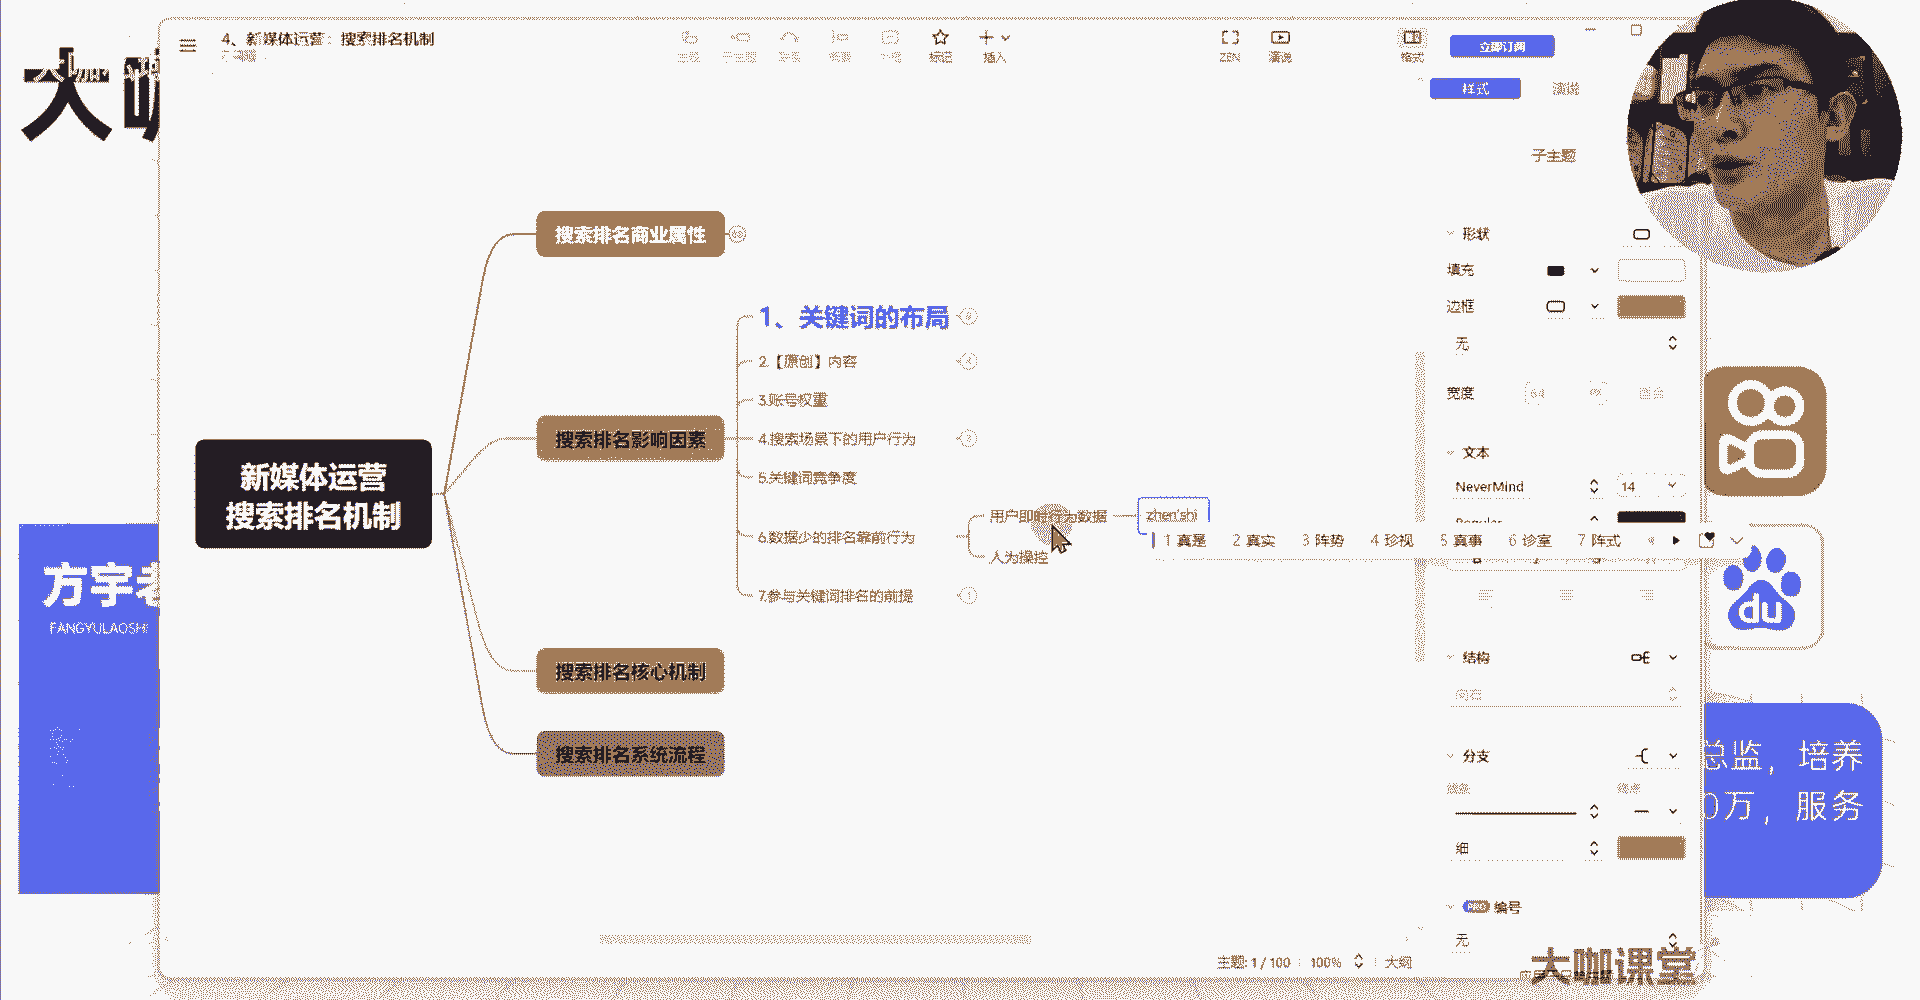 4、新媒体运营：搜索排名机制
标签
插入
ZEN
演说
格式
立即订阅
样式
演说
子主题
大咖
搜索排名商业属性
1、关键词的布局
2.【原创】内容
3.账号权重
4.搜索场景下的用户行为
5.关键词竞争度
6.数据少的排名靠前行为
7.参与关键词排名的前提
用户即时行为数据
人为操控
zhen'shi
1 真是 2 真实 3 阵势 4 珍视 5 真事 6 诊室 7 阵式
搜索排名影响因素
新媒体运营
搜索排名机制
搜索排名核心机制
搜索排名系统流程
形状
填充
边框
无
宽度
文本
NeverMind
14
结构
分支
细
PRO 编号
无
方宇老
FANGYULAOSHI
du
总监，培养
0万，服务
主题: 1 / 100
100%
大纲
大咖课堂